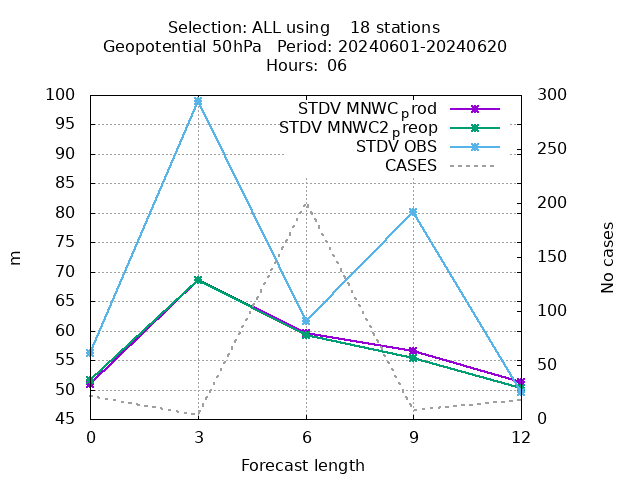 Selection: ALL using    18 stations
Geopotential 50hPa   Period: 20240601-20240620
Hours: 06
100
95
90
85
80
75
70
65
60
55
50
45
m
300
250
200
150
100
50
0
No cases
STDV MNWCprod
STDV MNWC2preop
STDV OBS
CASES
0 3 6 9 12
Forecast length